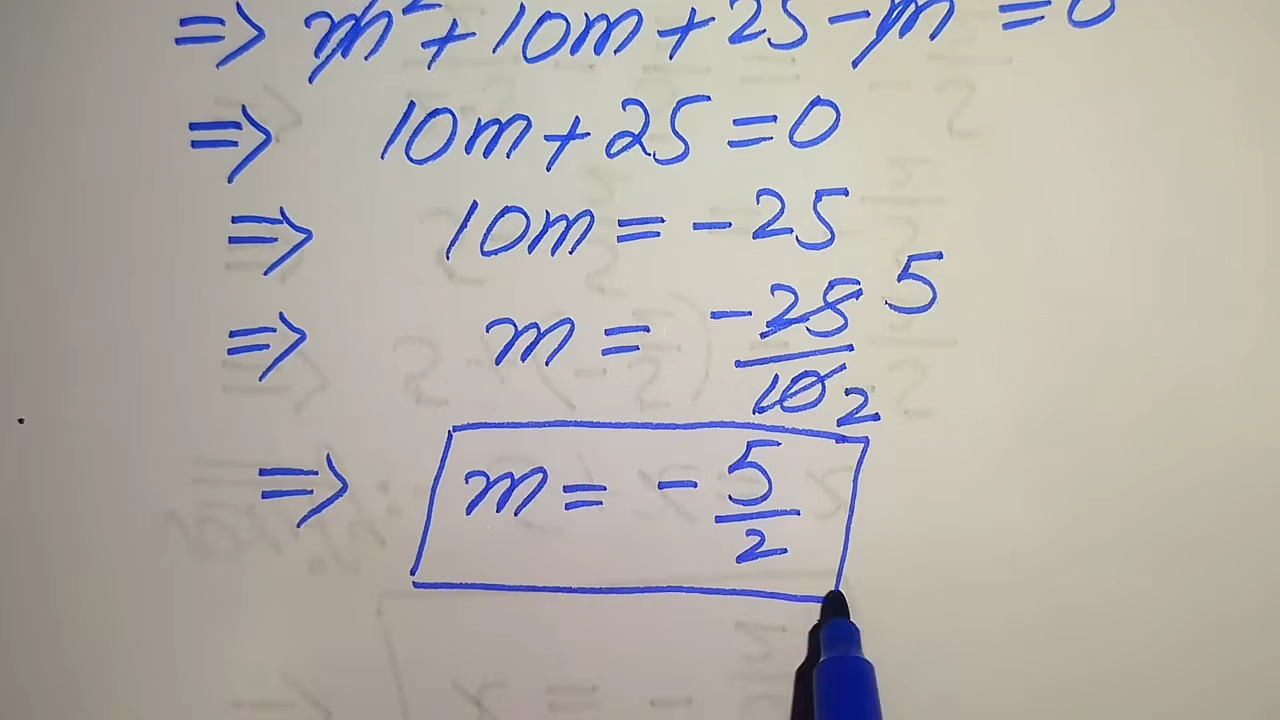 => m² + 10m + 25 - m² = 0
=> 10m + 25 = 0
=> 10m = -25
=> m = -25/10 5 2
=> m = -5/2